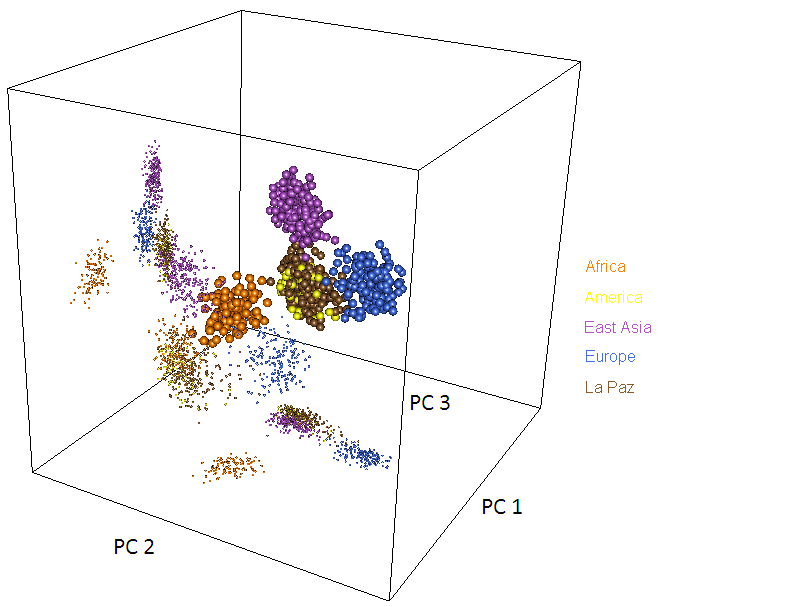 Africa
America
East Asia
Europe
La Paz
PC 3
PC 1
PC 2